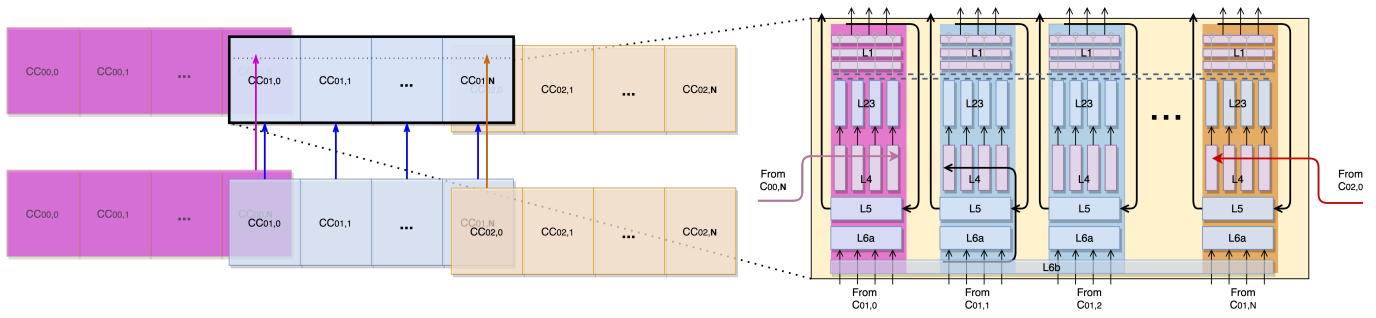 CC00,0 CC00,1 ... CC01,0 CC01,1 ... CC01,N
CC02,0 CC02,1 ... CC02,N
CC00,0 CC00,1 ... CC00,N CC01,0 CC01,1 ... CC01,N
CC02,0 CC02,1 ... CC02,N
L1 L1 L1 L1
L23 L23 L23 ... L23
L4 L4 L4 L4
From
C00,N
From
C02,0
L5 L5 L5 L5
L6a L6a L6a L6a
L6b
From
C01,0
From
C01,1
From
C01,2
From
C01,N